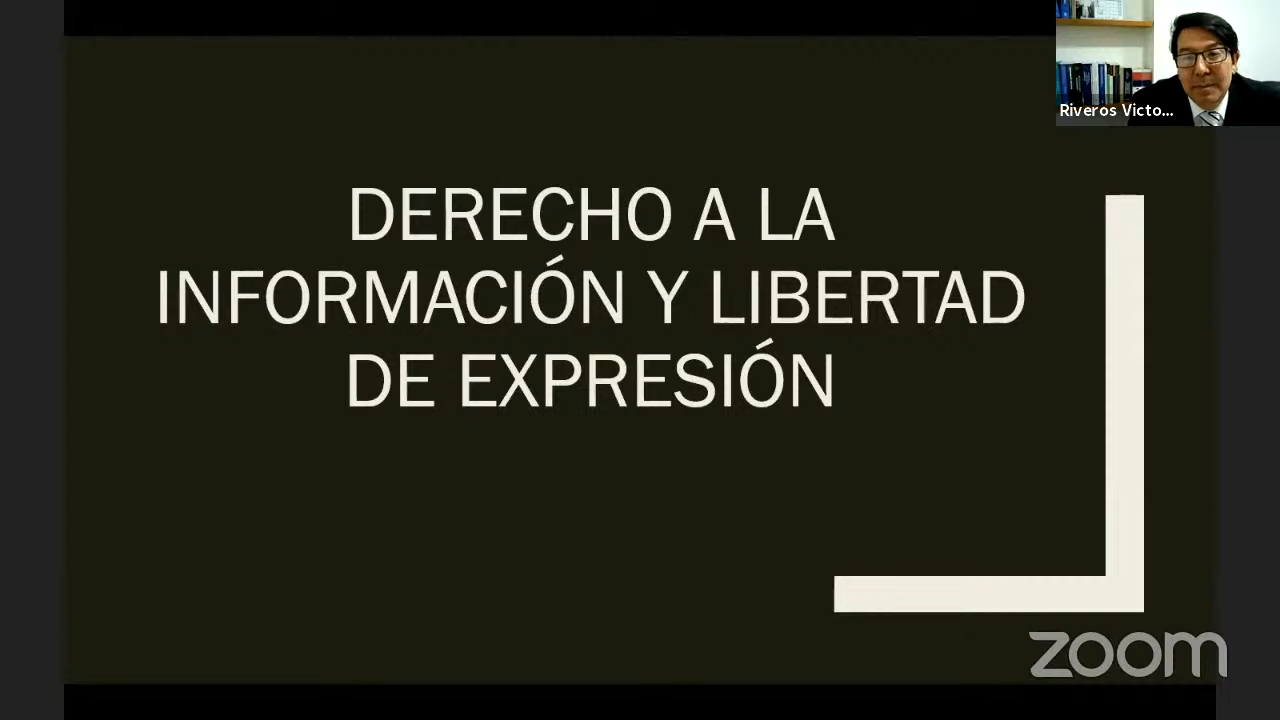 Riveros Victo...
DERECHO A LA
INFORMACIÓN Y LIBERTAD
DE EXPRESIÓN
zoom